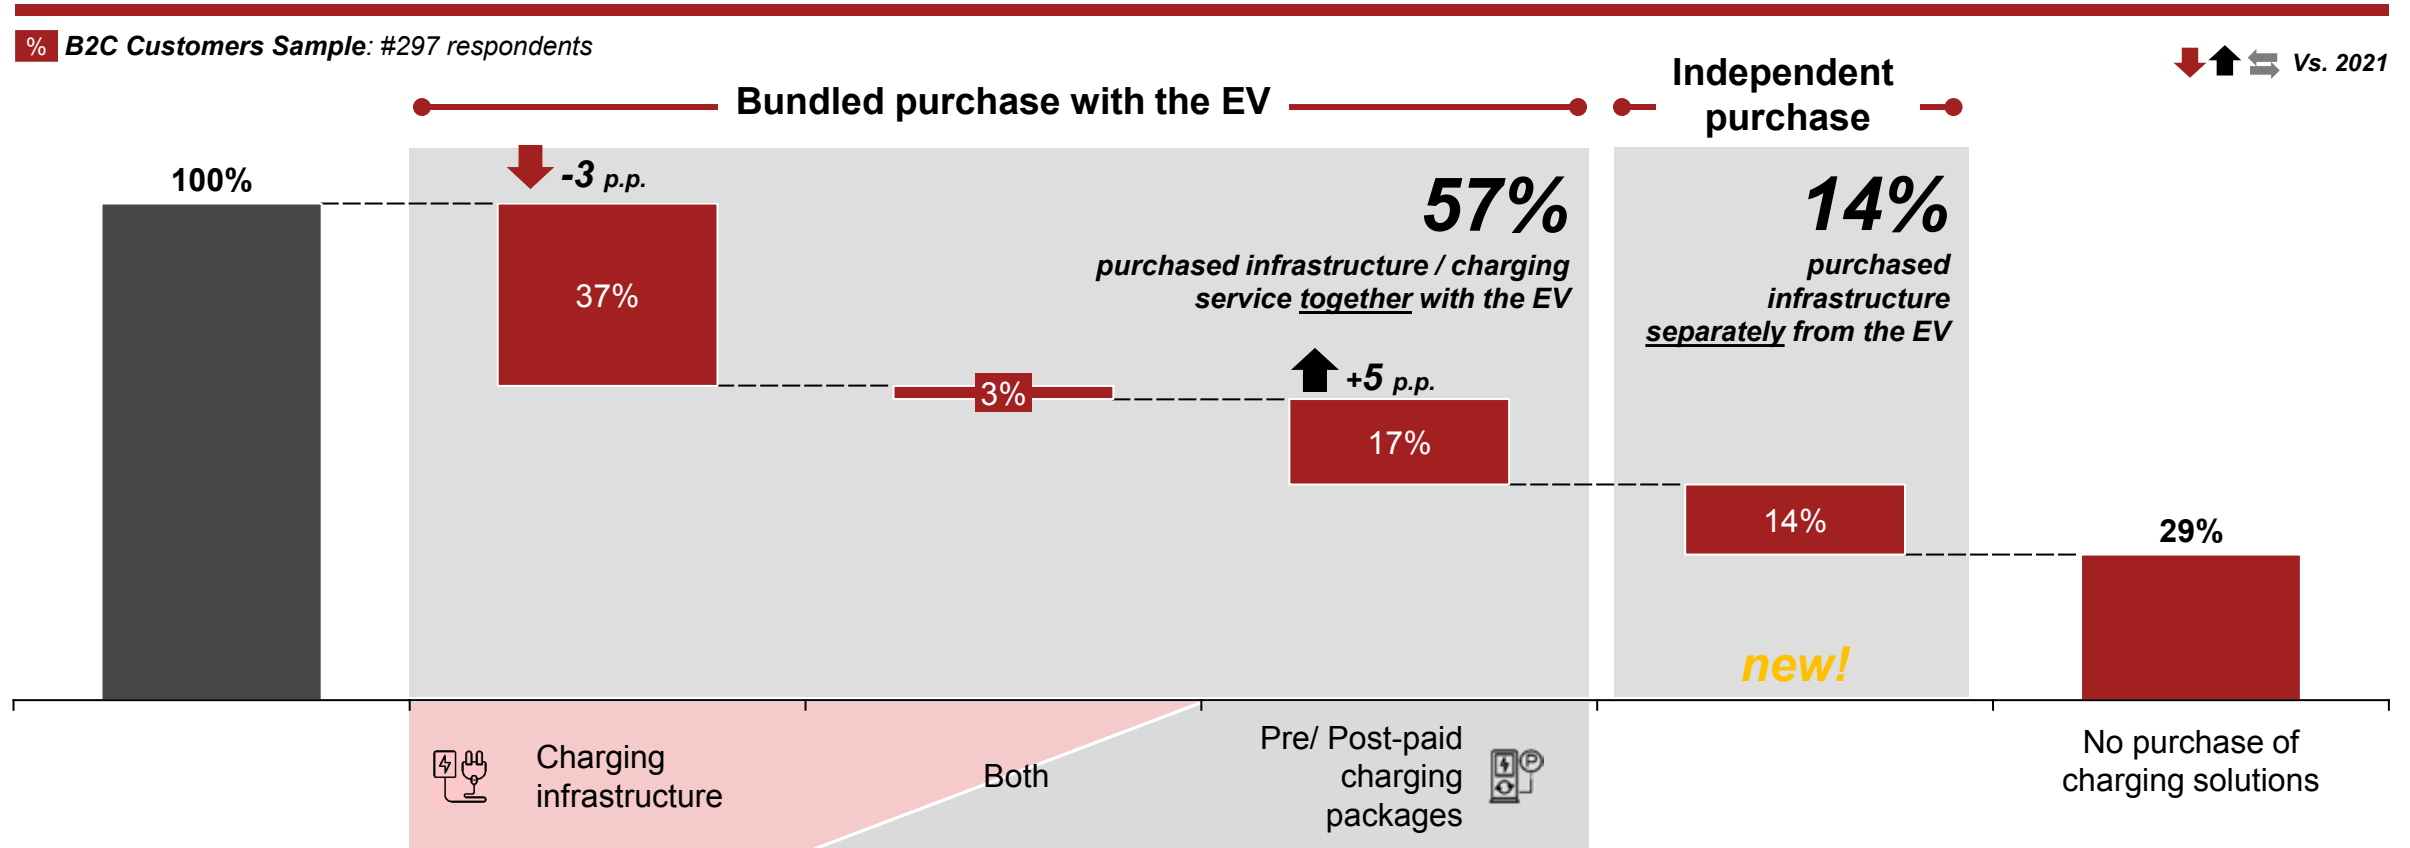 % B2C Customers Sample: #297 respondents
Vs. 2021
Bundled purchase with the EV
Independent
purchase
100%
-3 p.p.
37%
3%
57%
purchased infrastructure / charging
service together with the EV
+5 p.p.
17%
14%
purchased
infrastructure
separately from the EV
14%
new!
29%
Charging
infrastructure
Both
Pre/ Post-paid
charging
packages
P
No purchase of
charging solutions